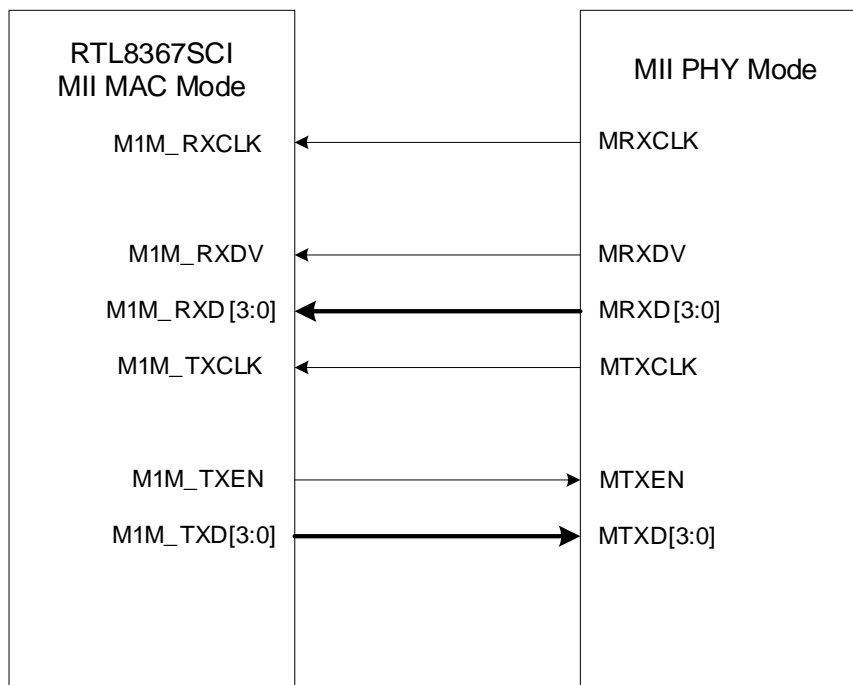 RTL8367SCI
MII MAC Mode
MII PHY Mode
M1M_RXCLK
MRXCLK
M1M_RXDV
MRXDV
M1M_RXD[3:0]
MRXD[3:0]
M1M_TXCLK
MTXCLK
M1M_TXEN
MTXEN
M1M_TXD[3:0]
MTXD[3:0]